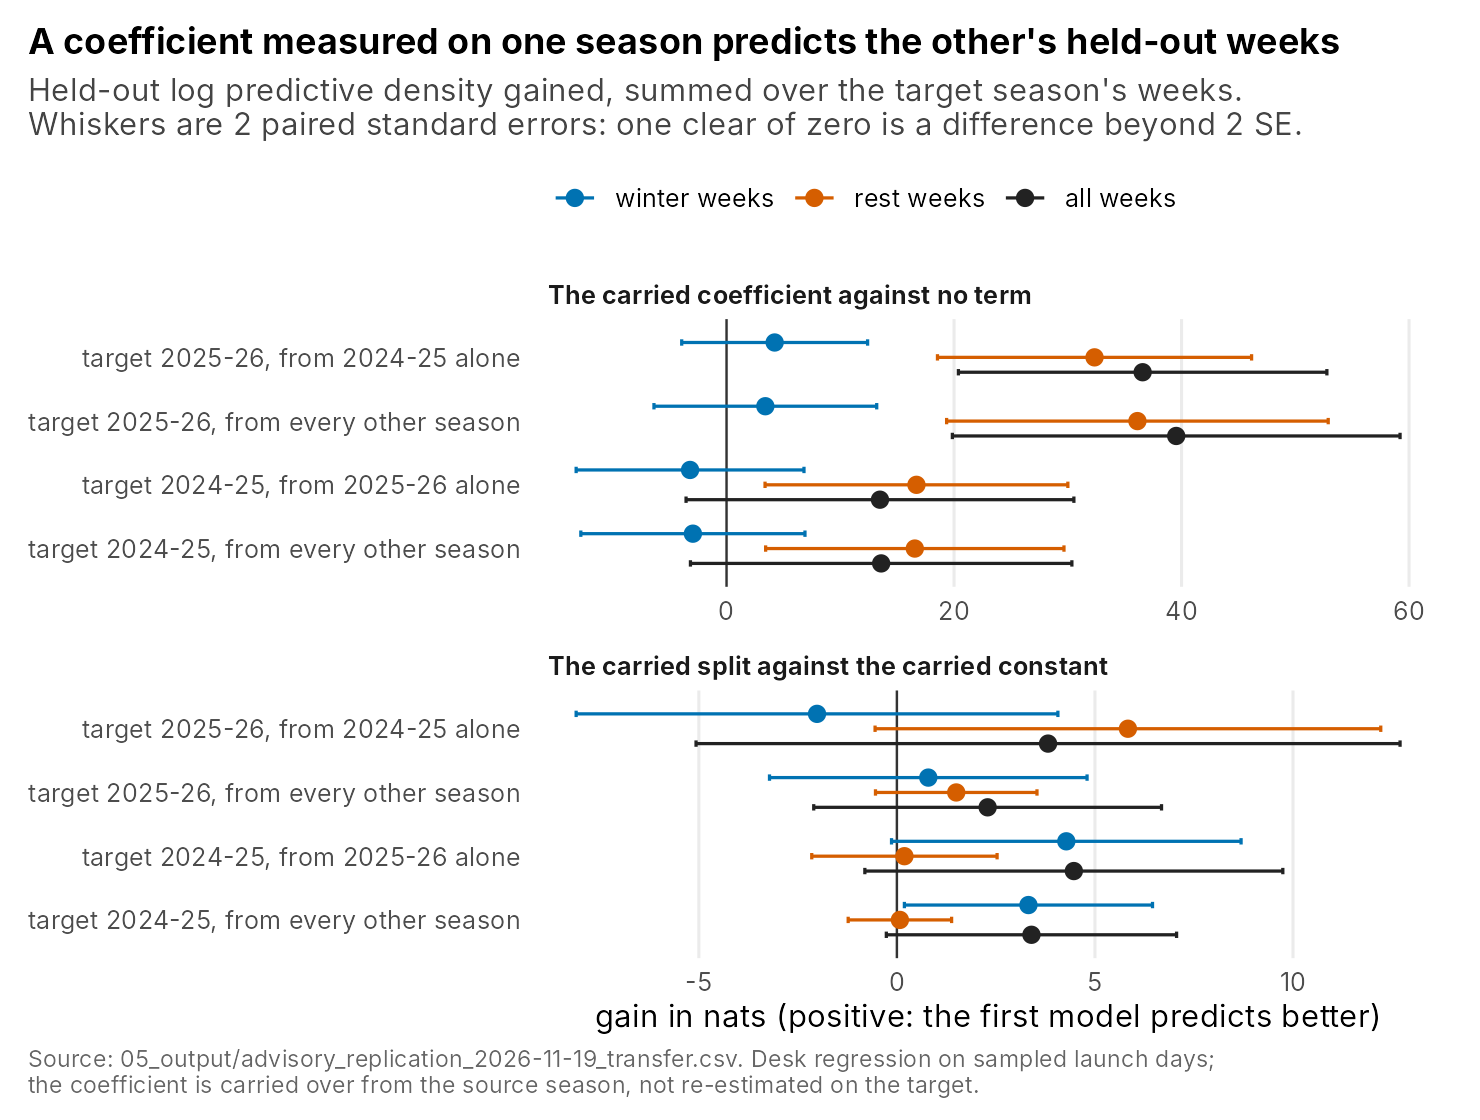 A coefficient measured on one season predicts the other's held-out weeks
Held-out log predictive density gained, summed over the target season's weeks.
Whiskers are 2 paired standard errors: one clear of zero is a difference beyond 2 SE.
winter weeks
rest weeks
all weeks
The carried coefficient against no term
target 2025-26, from 2024-25 alone
target 2025-26, from every other season
target 2024-25, from 2025-26 alone
target 2024-25, from every other season
0 20 40 60
The carried split against the carried constant
target 2025-26, from 2024-25 alone
target 2025-26, from every other season
target 2024-25, from 2025-26 alone
target 2024-25, from every other season
-5 0 5 10
gain in nats (positive: the first model predicts better)
Source: 05_output/advisory_replication_2026-11-19_transfer.csv. Desk regression on sampled launch days;
the coefficient is carried over from the source season, not re-estimated on the target.